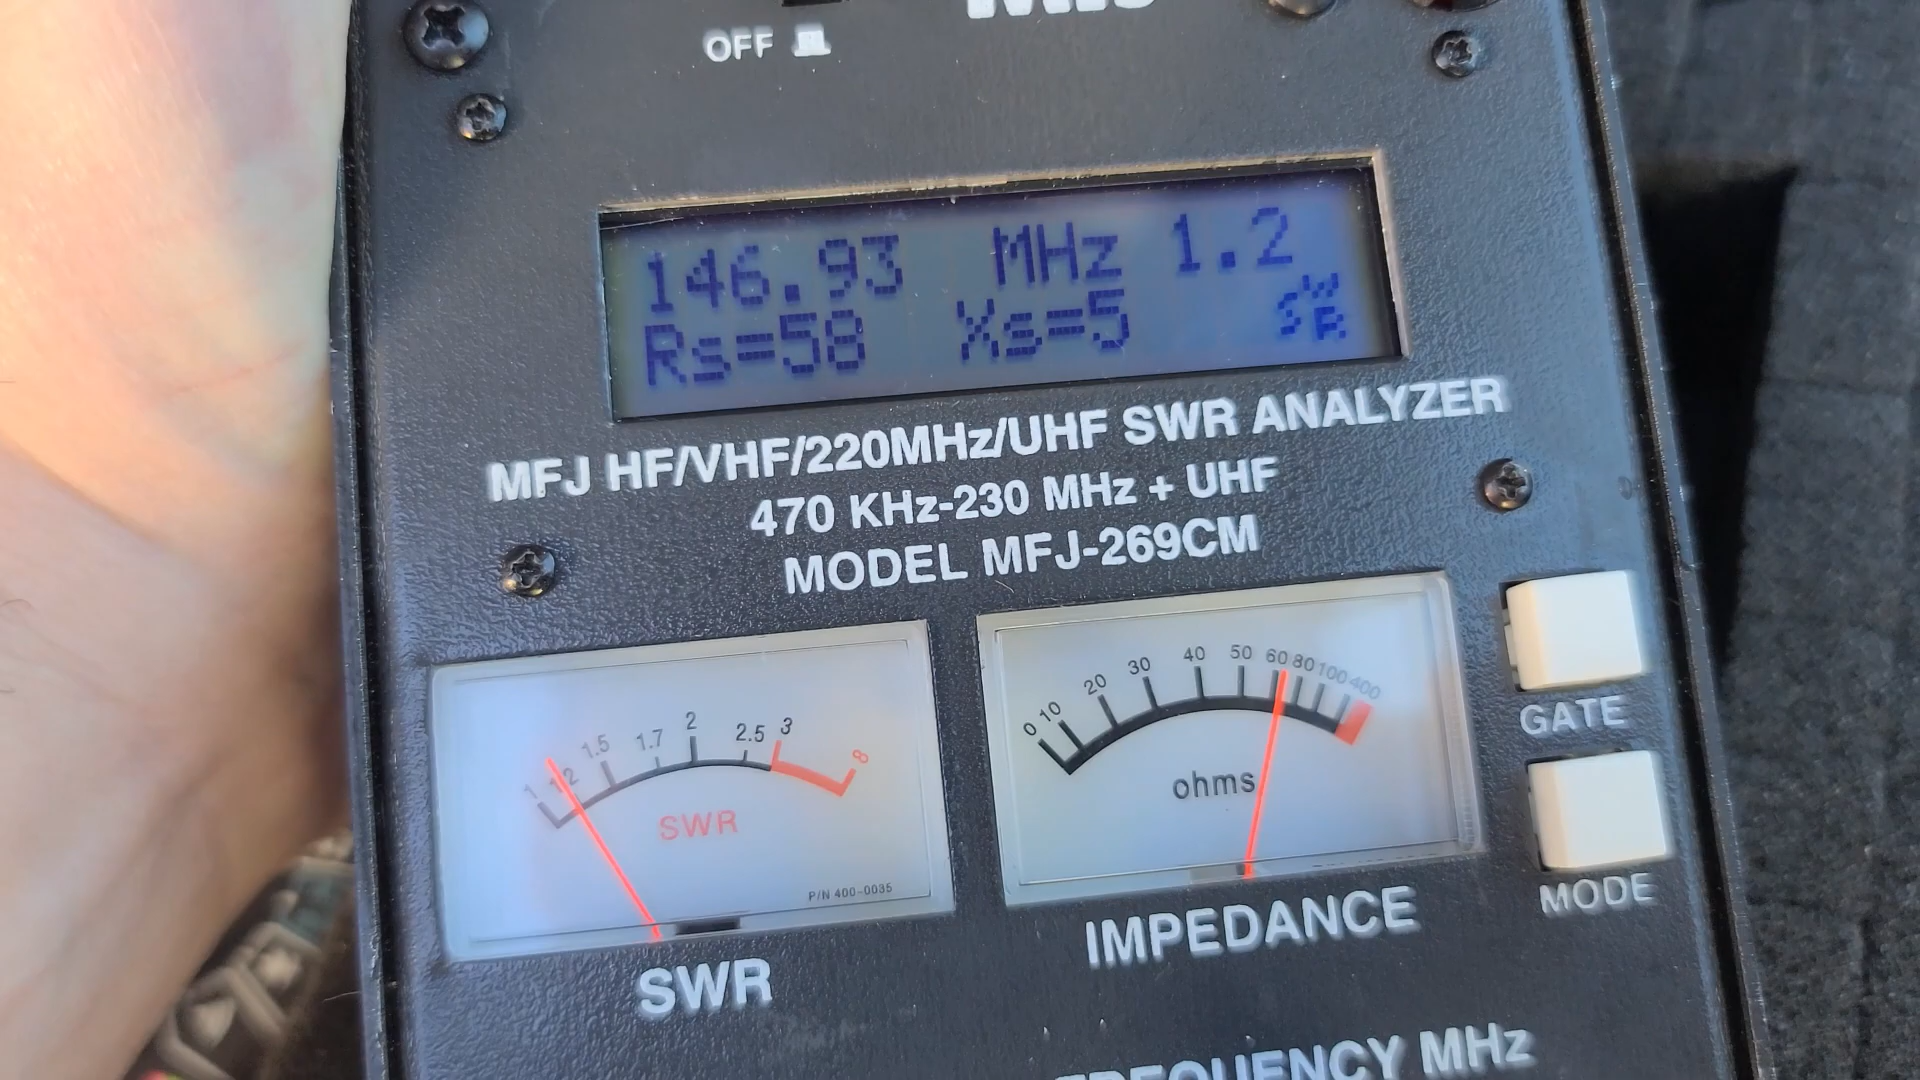 OFF
146.93 MHz 1.2
Rs=58 Xs=5 SWR
MFJ HF/VHF/220MHz/UHF SWR ANALYZER
470 KHz-230 MHz + UHF
MODEL MFJ-269CM
1 1.2 1.5 1.7 2 2.5 3 8
SWR
P/N 400-0035
SWR
0 10 20 30 40 50 60 80 100 400
ohms
IMPEDANCE
GATE
MODE
FREQUENCY MHz